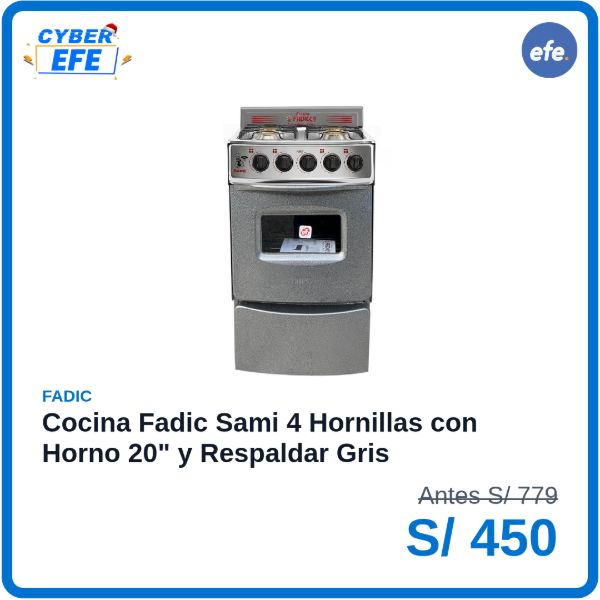 CYBER
EFE
efe.
FADIC
Cocina Fadic Sami 4 Hornillas con
Horno 20" y Respaldar Gris
Antes S/ 779
S/ 450